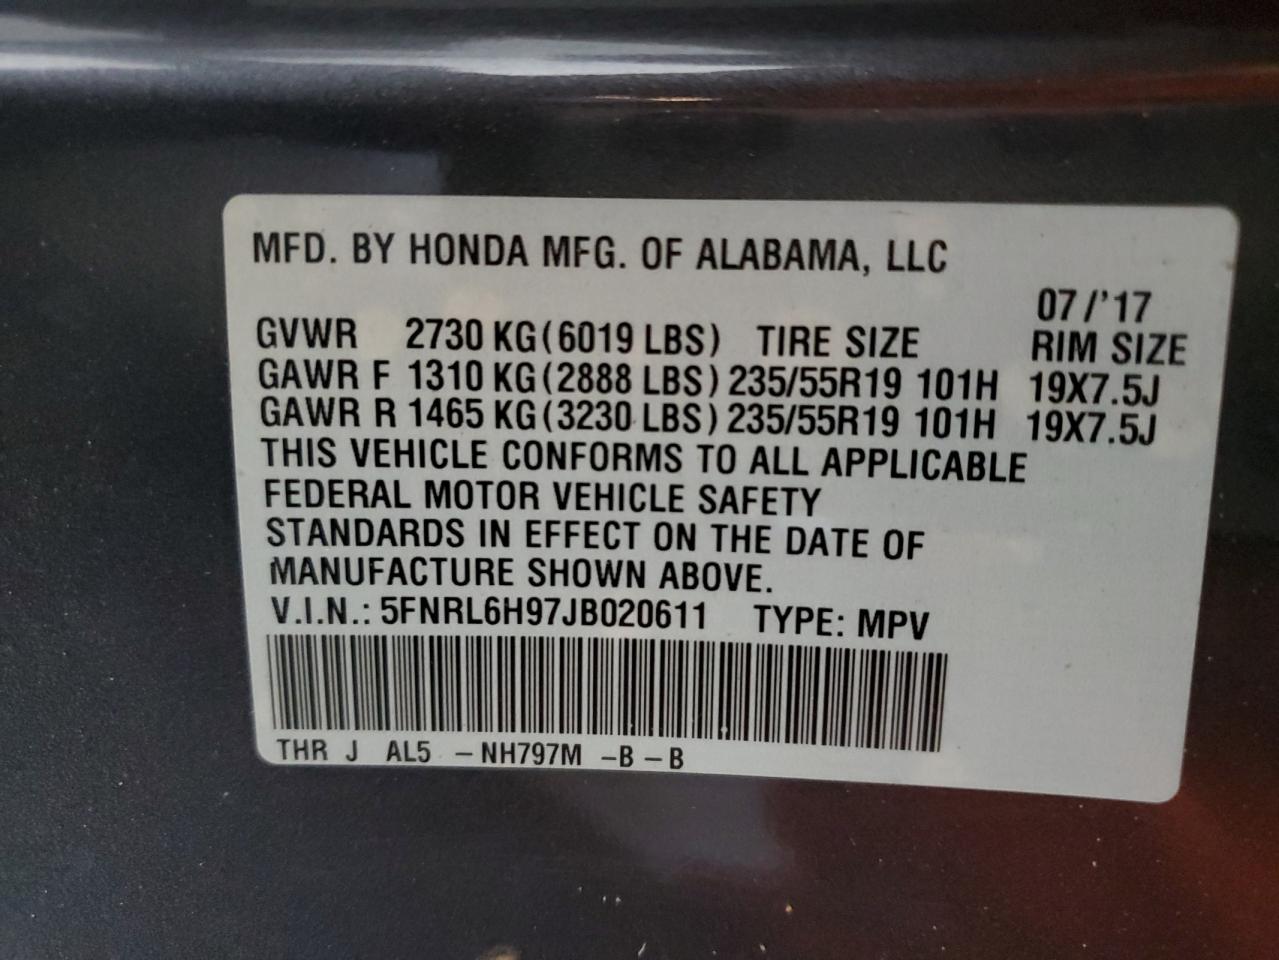 MFD. BY HONDA MFG. OF ALABAMA, LLC
07 /'17
GVWR 2730 KG(6019 LBS) TIRE SIZE RIM SIZE
GAWR F 1310 KG(2888 LBS) 235/55R19 101H 19X7.5J
GAWR R 1465 KG(3230 LBS) 235/55R19 101H 19X7.5J
THIS VEHICLE CONFORMS TO ALL APPLICABLE
FEDERAL MOTOR VEHICLE SAFETY
STANDARDS IN EFFECT ON THE DATE OF
MANUFACTURE SHOWN ABOVE.
V.I.N.: 5FNRL6H97JB020611 TYPE: MPV
THR J AL5 -NH797M -B-B